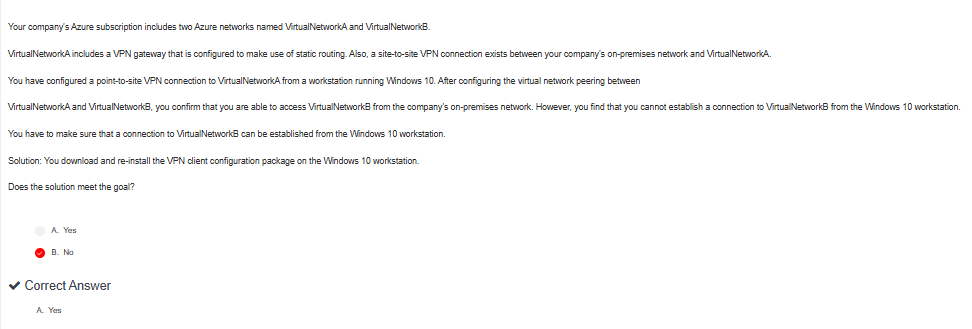 Your company's Azure subscription includes two Azure networks named VirtualNetworkA and VirtualNetworkB.
VirtualNetworkA includes a VPN gateway that is configured to make use of static routing. Also, a site-to-site VPN connection exists between your company's on-premises network and VirtualNetworkA.
You have configured a point-to-site VPN connection to VirtualNetworkA from a workstation running Windows 10. After configuring the virtual network peering between
VirtualNetworkA and VirtualNetworkB, you confirm that you are able to access VirtualNetworkB from the company's on-premises network. However, you find that you cannot establish a connection to VirtualNetworkB from the Windows 10 workstation.
You have to make sure that a connection to VirtualNetworkB can be established from the Windows 10 workstation.
Solution: You download and re-install the VPN client configuration package on the Windows 10 workstation.
Does the solution meet the goal?
A. Yes
B. No
Correct Answer
A. Yes